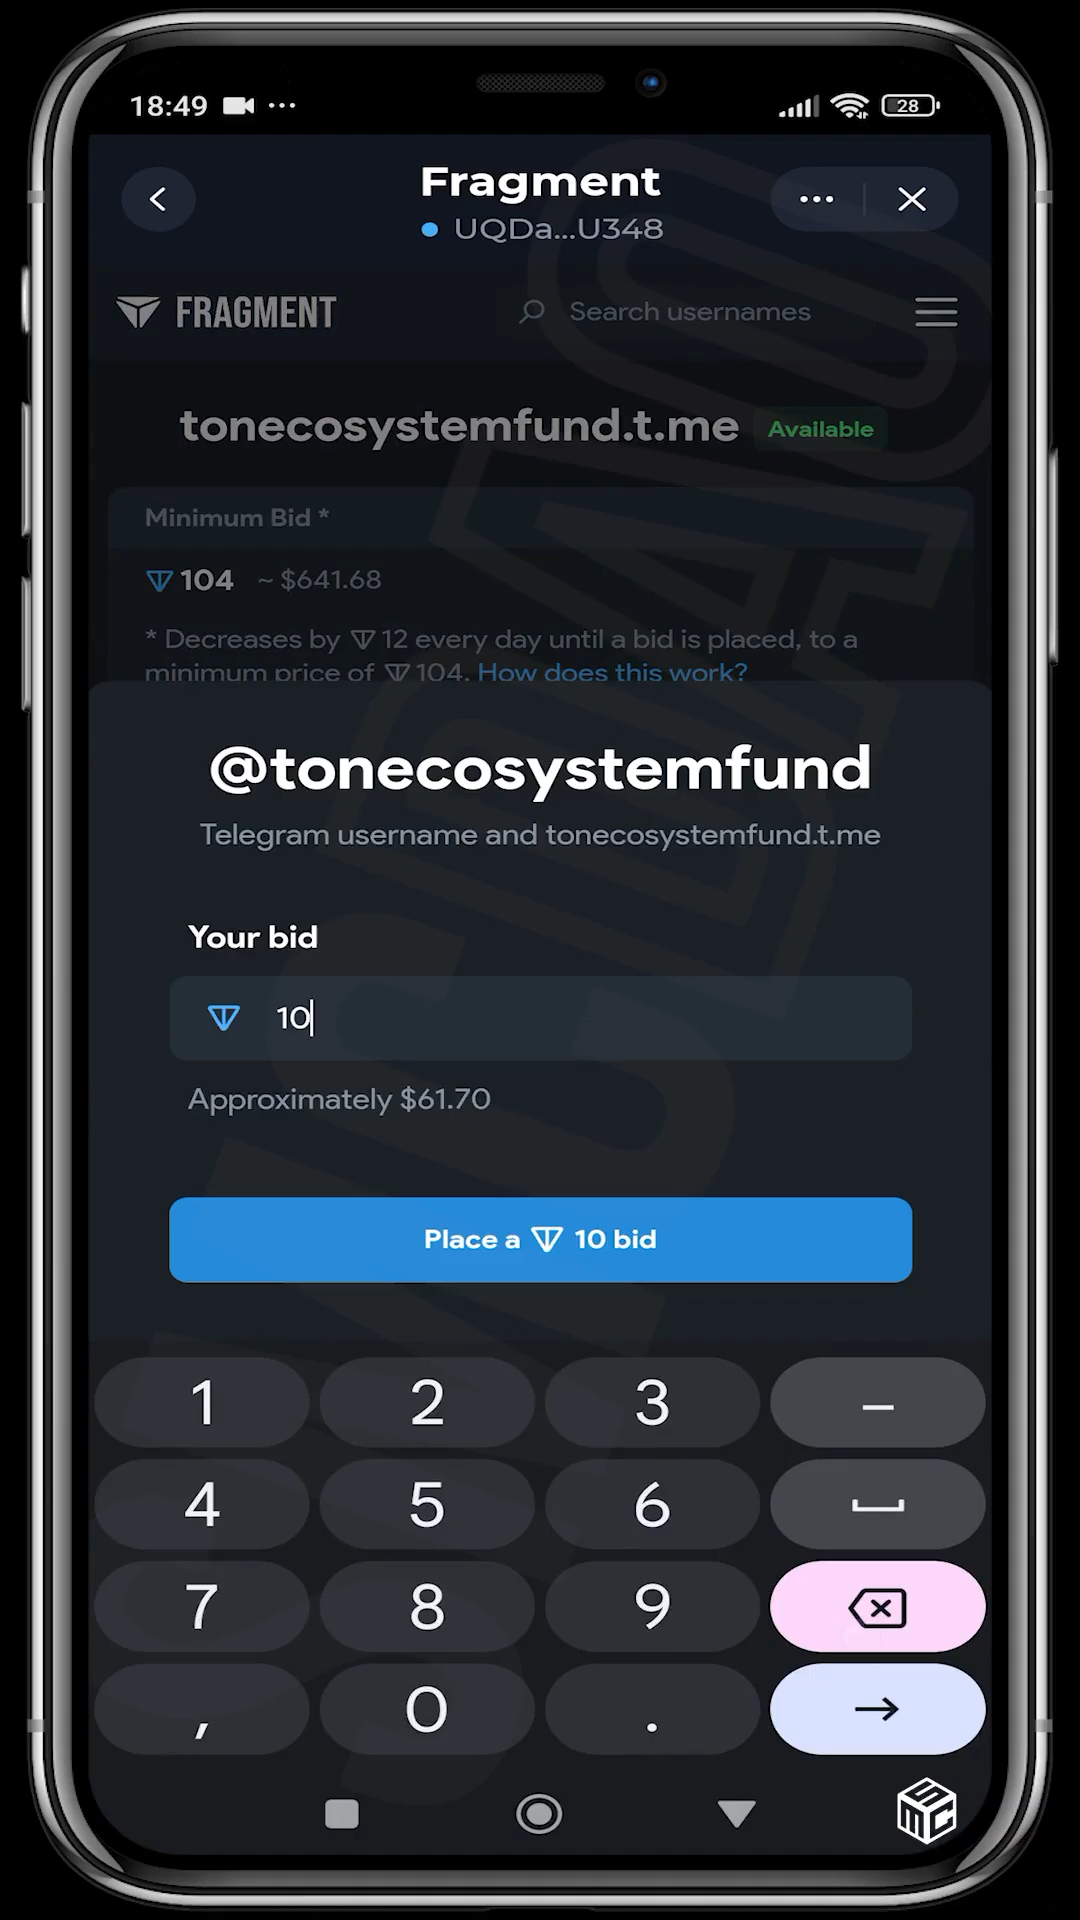 18:49
28
Fragment
UQDa...U348
FRAGMENT
Search usernames
tonecosystemfund.t.me Available
Minimum Bid *
104 ~ $641.68
* Decreases by 12 every day until a bid is placed, to a
minimum price of 104. How does this work?
@tonecosystemfund
Telegram username and tonecosystemfund.t.me
Your bid
10
Approximately $61.70
Place a 10 bid
1 2 3 –
4 5 6
7 8 9
, 0 .